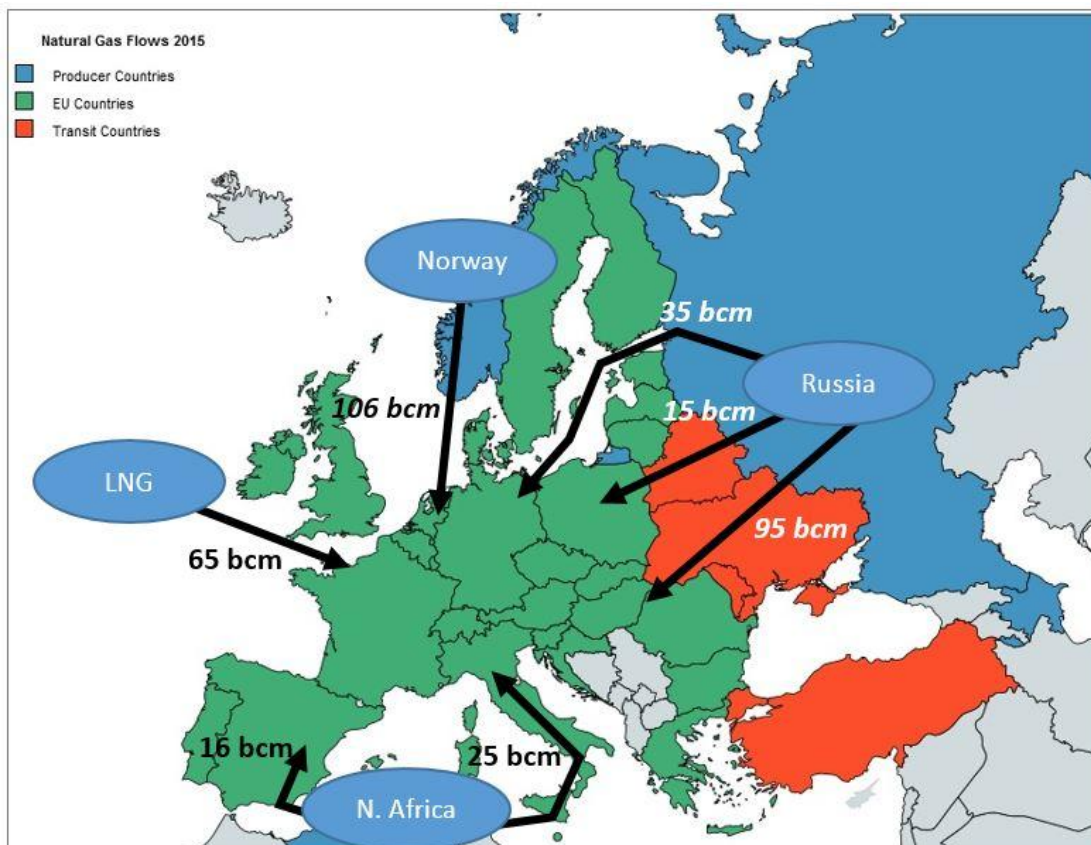 Natural Gas Flows 2015
Producer Countries
EU Countries
Transit Countries
Norway
35 bcm
Russia
106 bcm
15 bcm
LNG
95 bcm
65 bcm
16 bcm
25 bcm
N. Africa